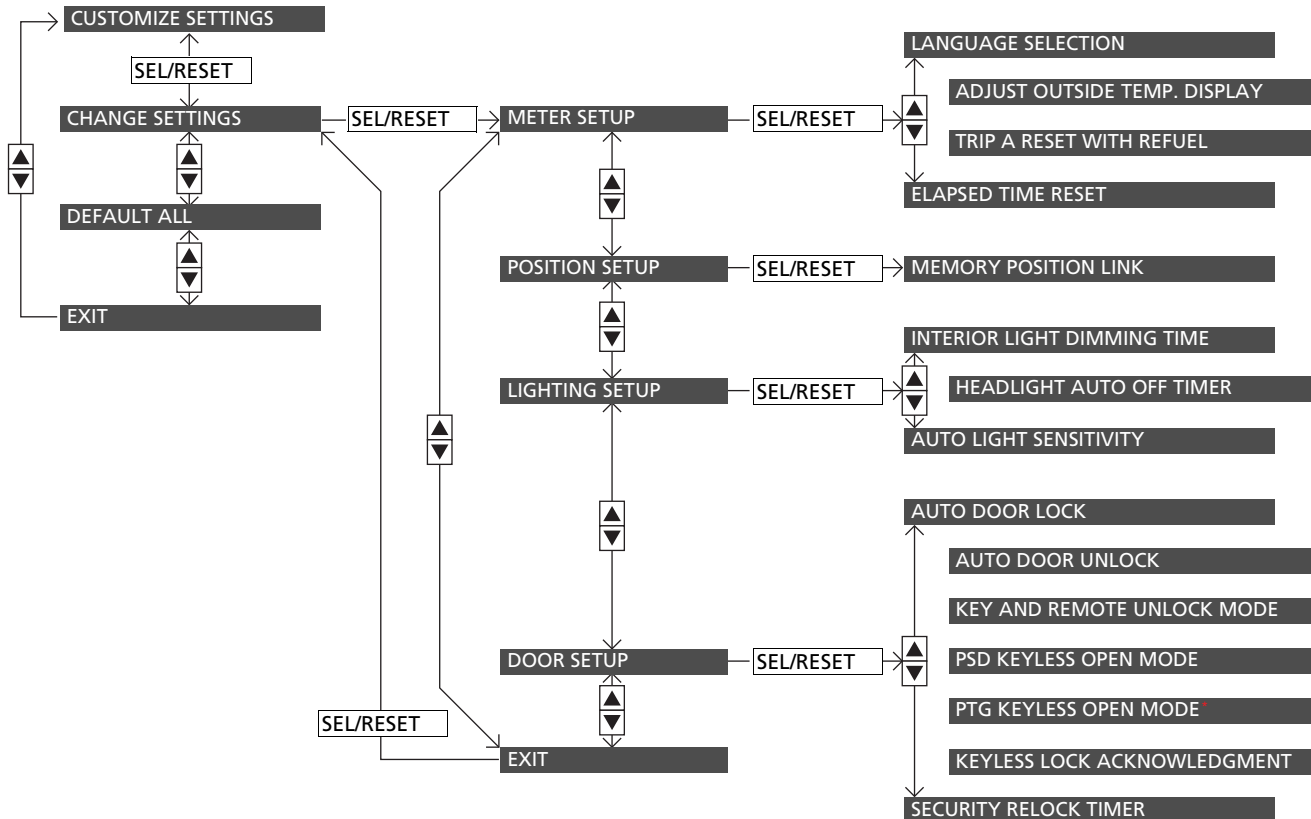 CUSTOMIZE SETTINGS
SEL/RESET
CHANGE SETTINGS
DEFAULT ALL
EXIT
SEL/RESET
METER SETUP
SEL/RESET
LANGUAGE SELECTION
ADJUST OUTSIDE TEMP. DISPLAY
TRIP A RESET WITH REFUEL
ELAPSED TIME RESET
POSITION SETUP
SEL/RESET
MEMORY POSITION LINK
LIGHTING SETUP
SEL/RESET
INTERIOR LIGHT DIMMING TIME
HEADLIGHT AUTO OFF TIMER
AUTO LIGHT SENSITIVITY
DOOR SETUP
SEL/RESET
AUTO DOOR LOCK
AUTO DOOR UNLOCK
KEY AND REMOTE UNLOCK MODE
PSD KEYLESS OPEN MODE
PTG KEYLESS OPEN MODE*
KEYLESS LOCK ACKNOWLEDGMENT
SECURITY RELOCK TIMER
SEL/RESET
EXIT